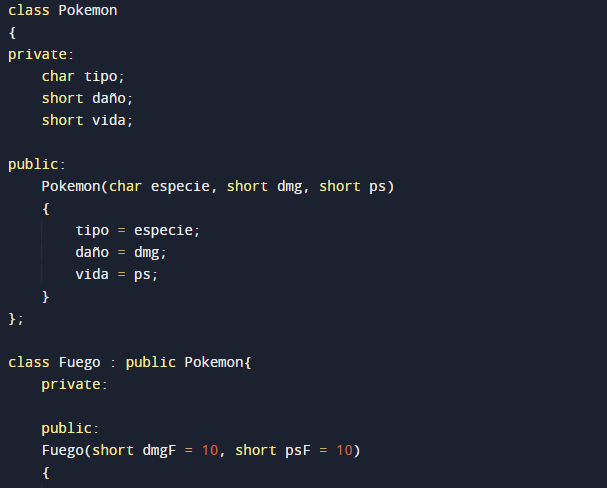 class Pokemon
{
private:
    char tipo;
    short daño;
    short vida;

public:
    Pokemon(char especie, short dmg, short ps)
    {
        tipo = especie;
        daño = dmg;
        vida = ps;
    }
};

class Fuego : public Pokemon{
    private:

    public:
    Fuego(short dmgF = 10, short psF = 10)
    {